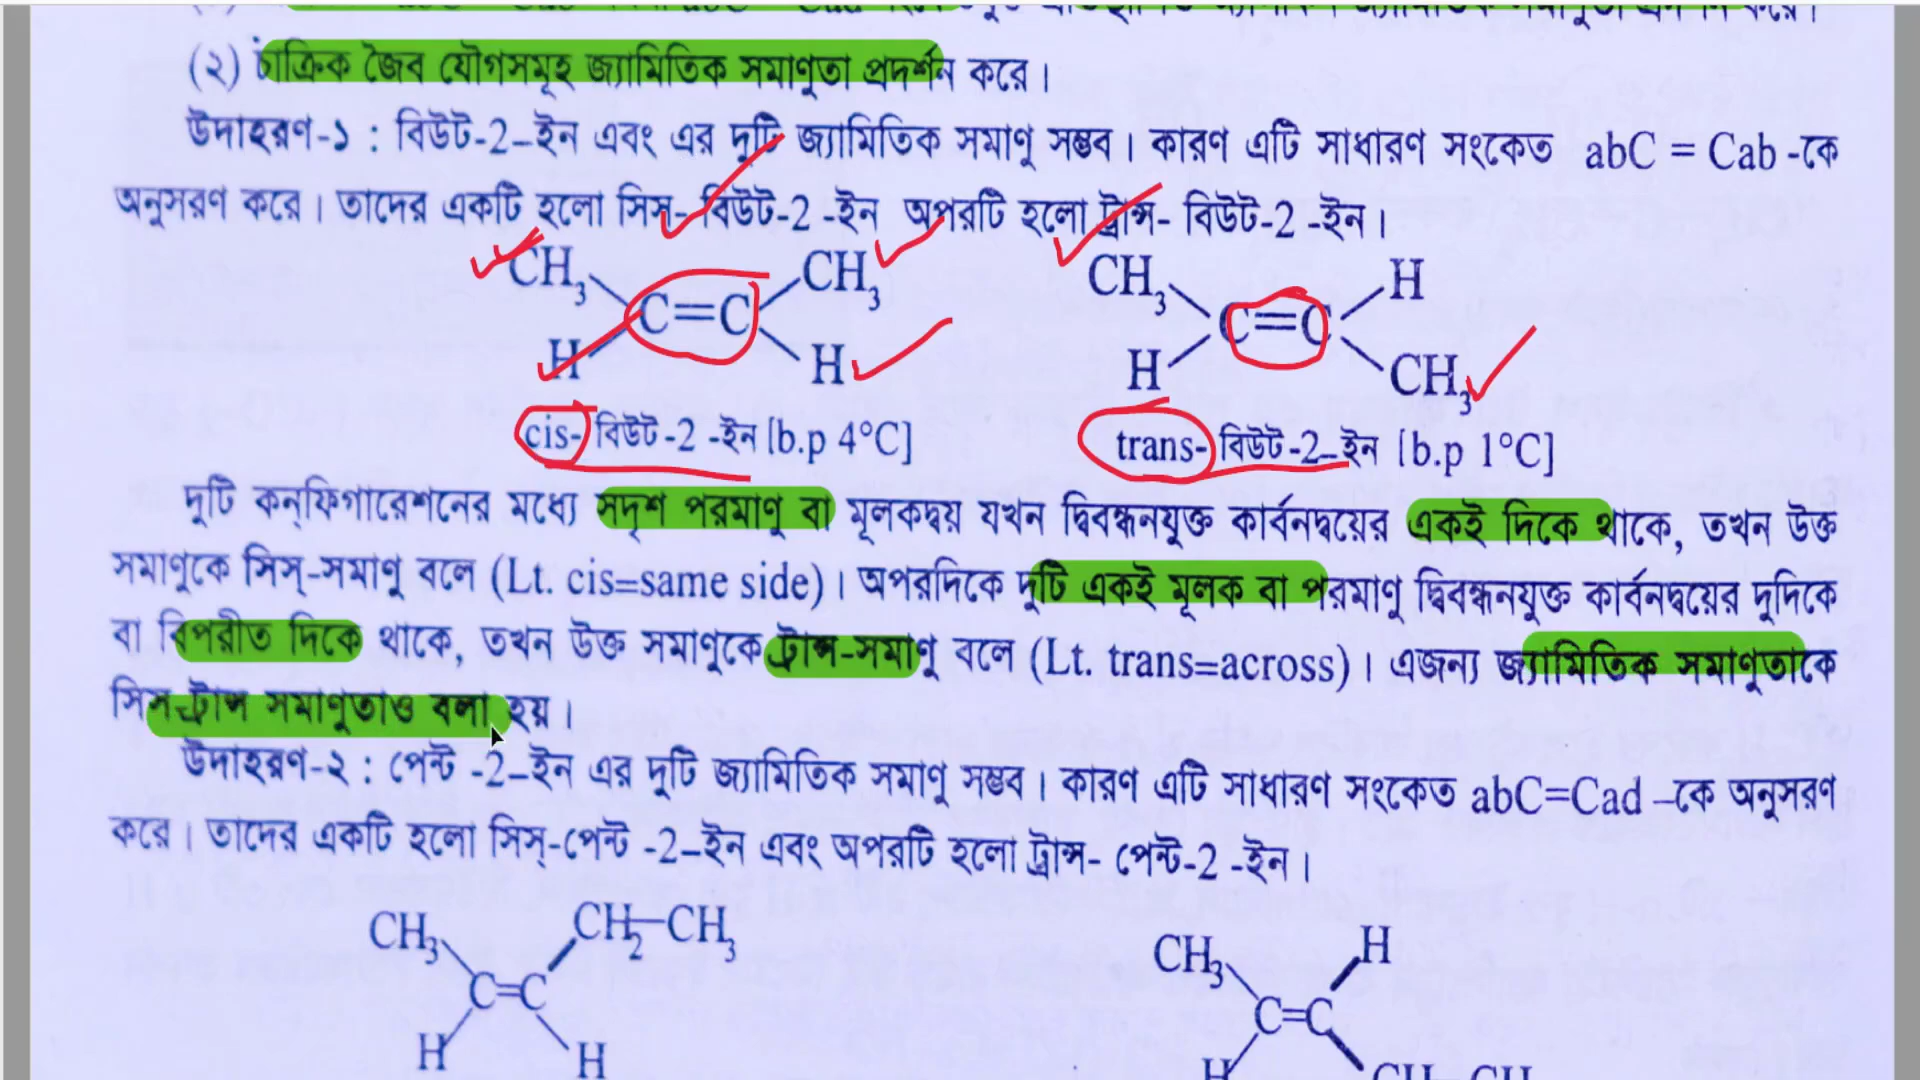 (২) চাক্রিক জৈব যৌগসমূহ জ্যামিতিক সমাণুতা প্রদর্শন করে।
উদাহরণ-১ : বিউট-2-ইন এবং এর দুটি জ্যামিতিক সমাণু সম্ভব। কারণ এটি সাধারণ সংকেত abC = Cab -কে
অনুসরণ করে। তাদের একটি হলো সিস্- বিউট-2 -ইন অপরটি হলো ট্রান্স- বিউট-2 -ইন।
CH3 CH3 CH3 H
C=C C=C
H H H CH3
cis- বিউট-2 -ইন [b.p 4°C] trans- বিউট-2-ইন [b.p 1°C]
দুটি কন্‌ফিগারেশনের মধ্যে সদৃশ পরমাণু বা মূলকদ্বয় যখন দ্বিবন্ধনযুক্ত কার্বনদ্বয়ের একই দিকে থাকে, তখন উক্ত
সমাণুকে সিস্-সমাণু বলে (Lt. cis=same side)। অপরদিকে দুটি একই মূলক বা পরমাণু দ্বিবন্ধনযুক্ত কার্বনদ্বয়ের দুদিকে
বা বিপরীত দিকে থাকে, তখন উক্ত সমাণুকে ট্রান্স-সমাণু বলে (Lt. trans=across)। এজন্য জ্যামিতিক সমাণুতাকে
সিস-ট্রান্স সমাণুতাও বলা হয়।
উদাহরণ-২ : পেন্ট -2-ইন এর দুটি জ্যামিতিক সমাণু সম্ভব। কারণ এটি সাধারণ সংকেত abC=Cad –কে অনুসরণ
করে। তাদের একটি হলো সিস্-পেন্ট -2-ইন এবং অপরটি হলো ট্রান্স- পেন্ট-2 -ইন।
CH3 CH2—CH3 CH3 H
C=C C=C
H H H